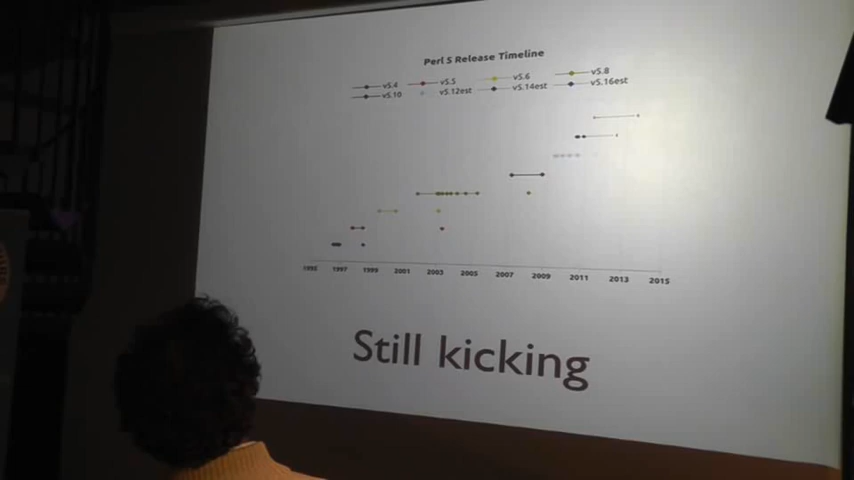 Perl 5 Release Timeline
v5.4 v5.5 v5.6 v5.8
v5.10 v5.12est v5.14est v5.16est
1995 1997 1999 2001 2003 2005 2007 2009 2011 2013 2015
Still kicking